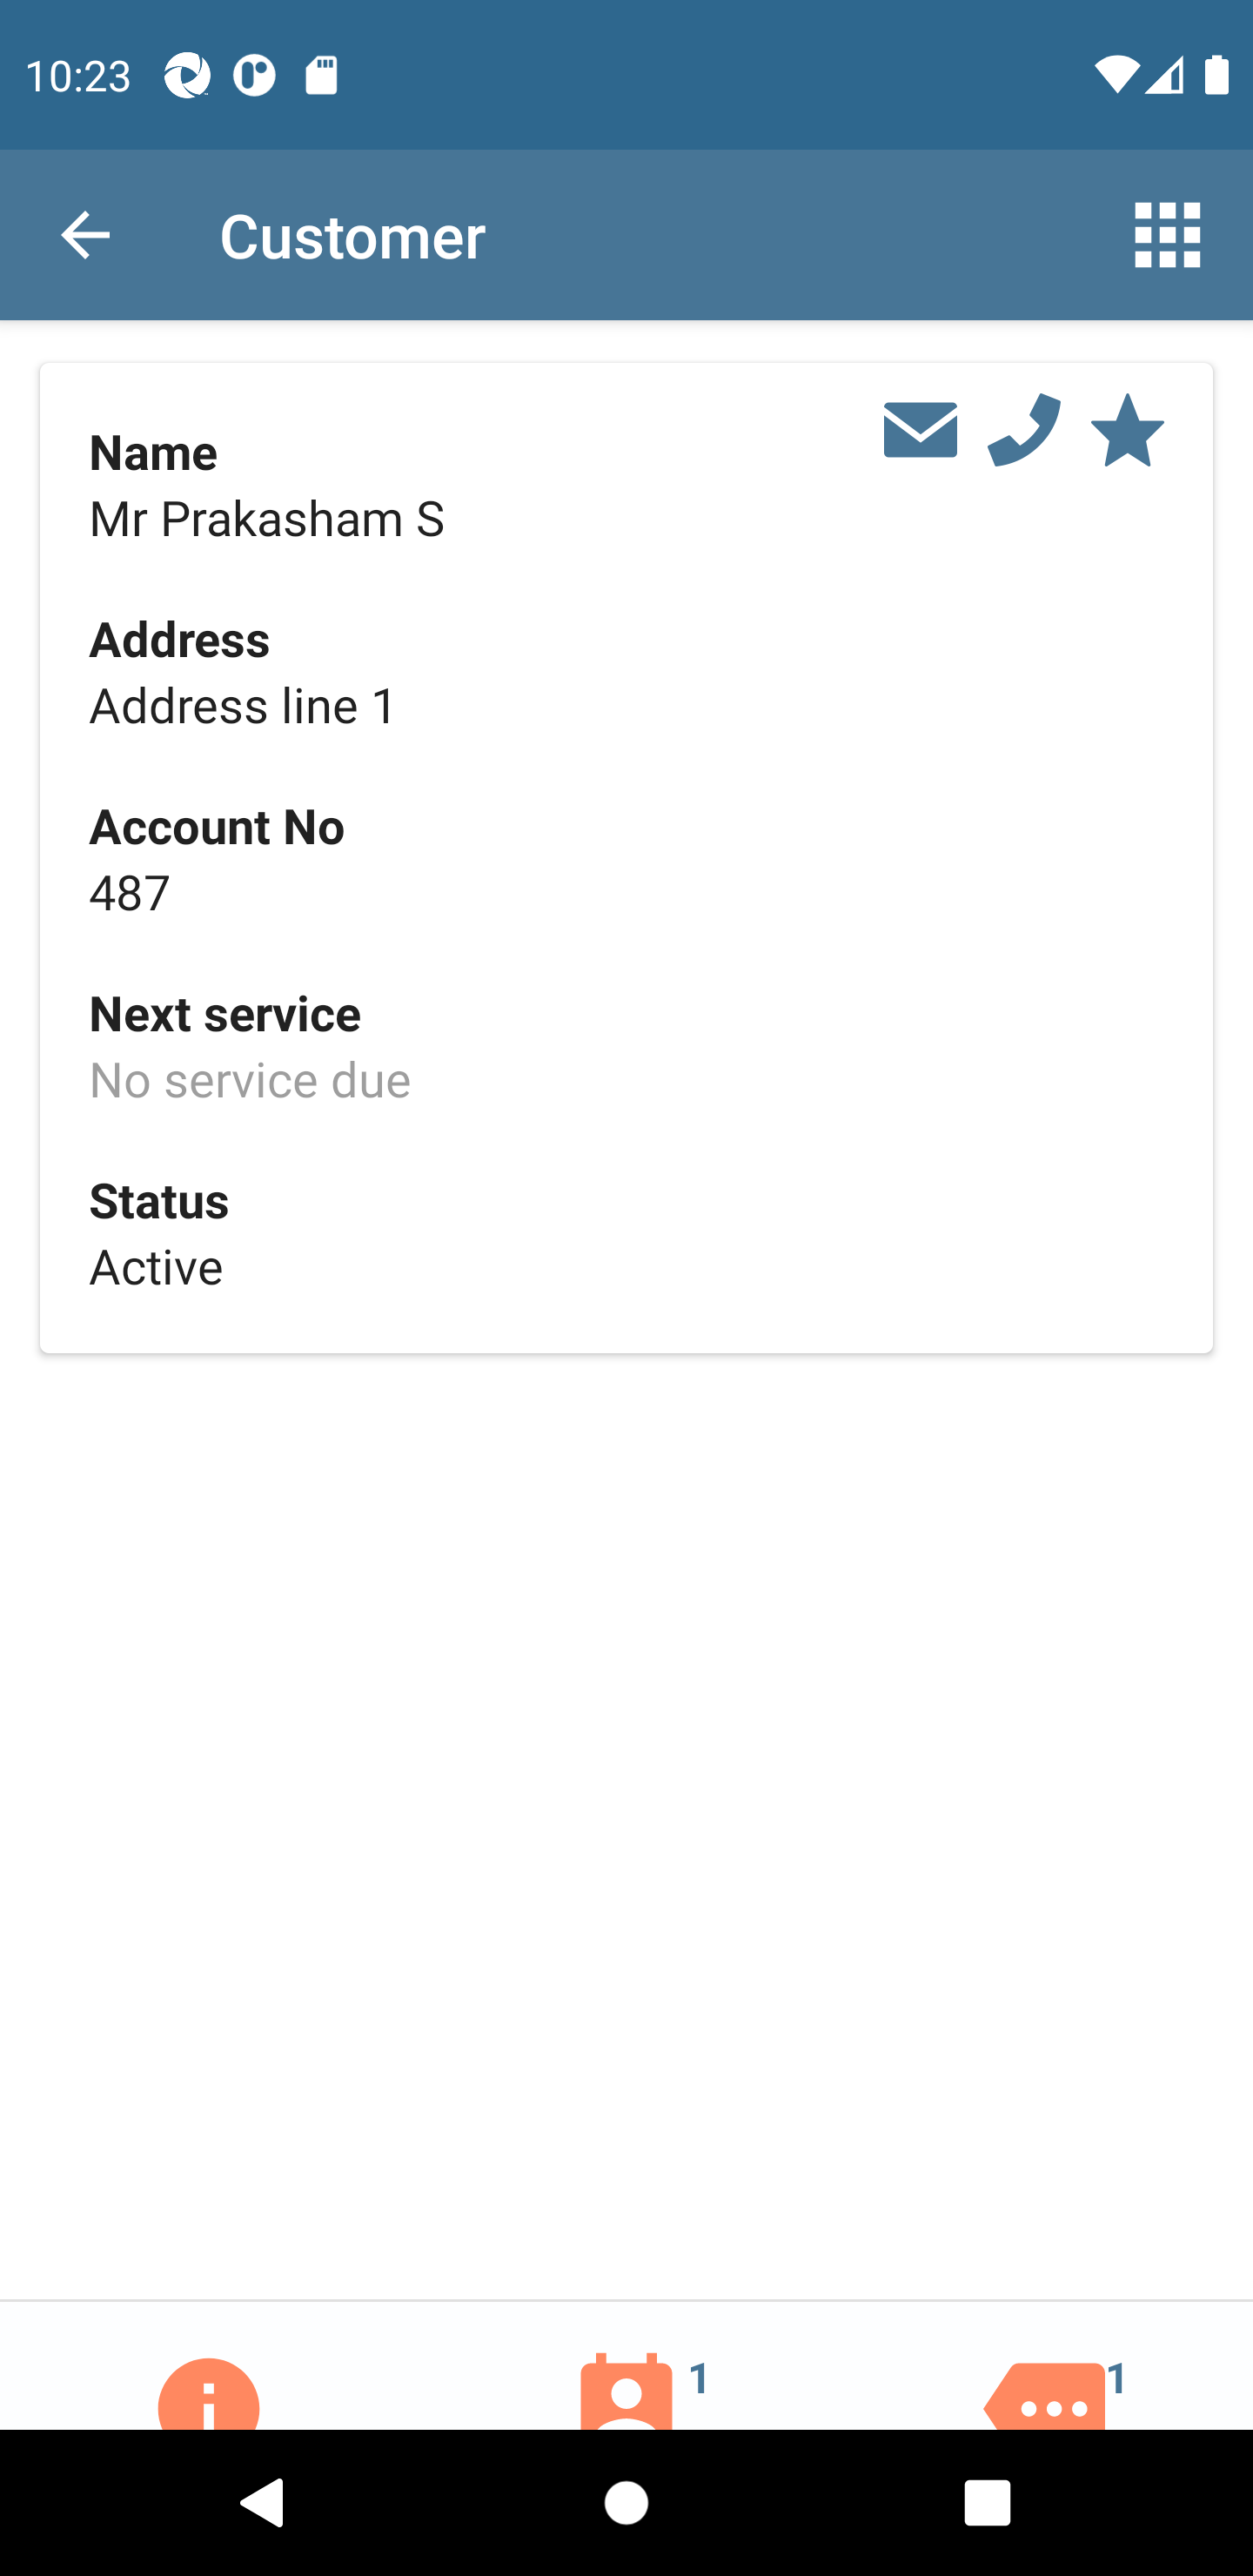 10:23
Customer
Name
Mr Prakasham S
Address
Address line 1
Account No
487
Next service
No service due
Status
Active
1
1